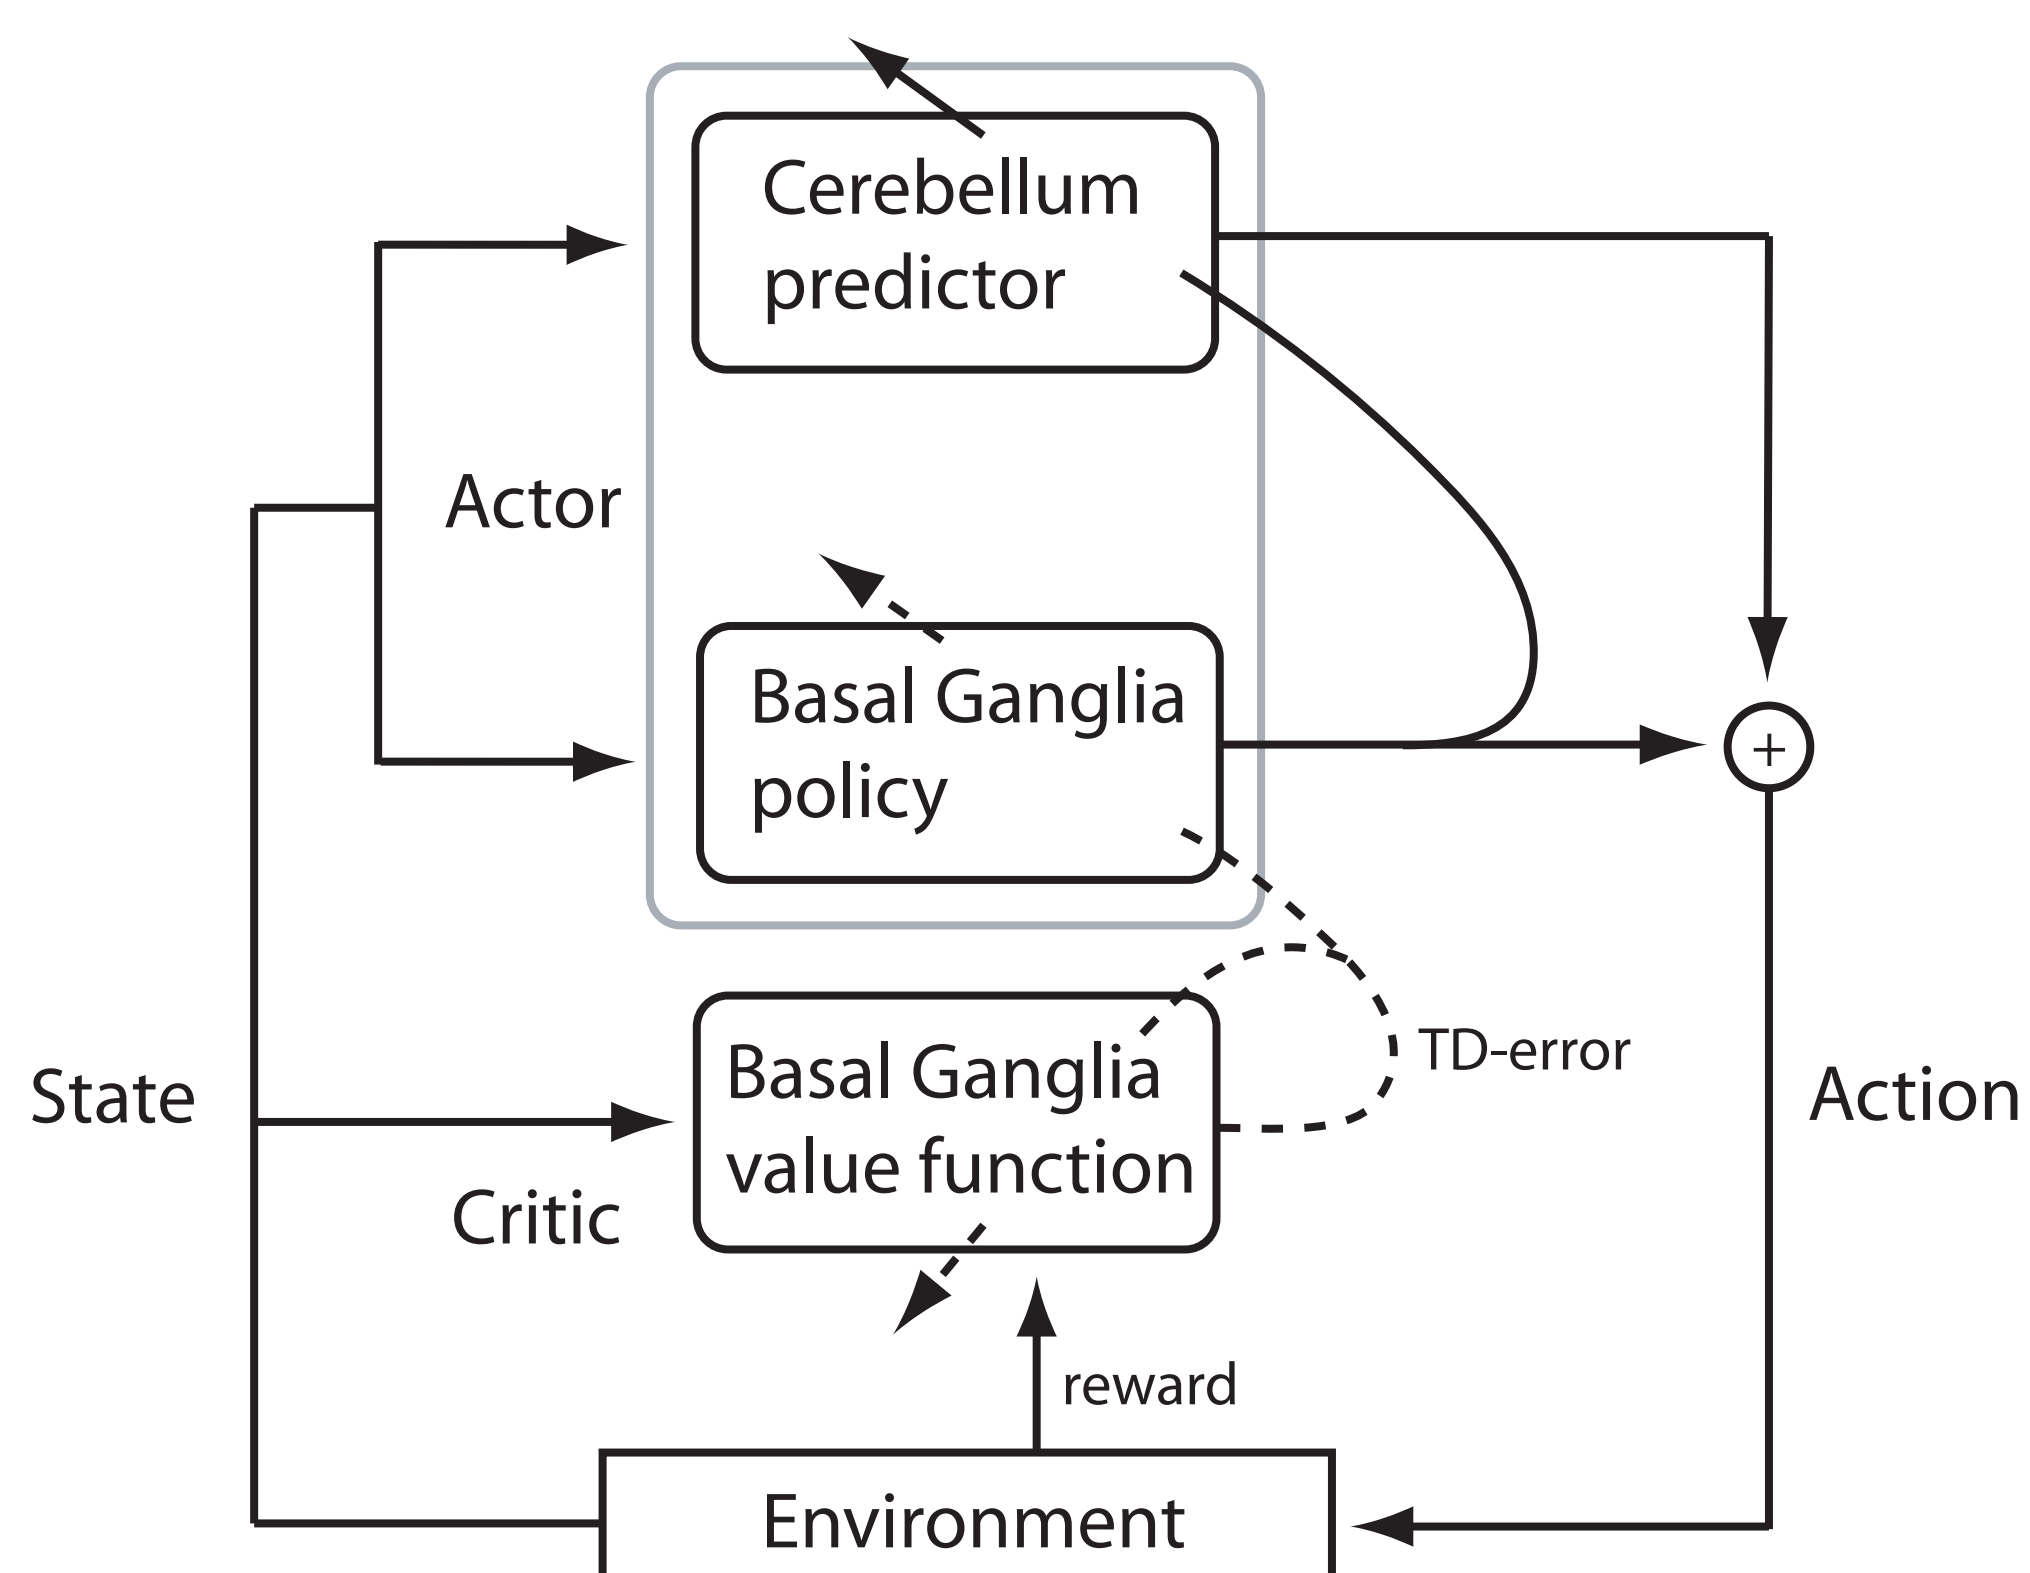 Cerebellum
predictor
Actor
Basal Ganglia
policy
+
Basal Ganglia
value function
TD-error
State
Action
Critic
reward
Environment